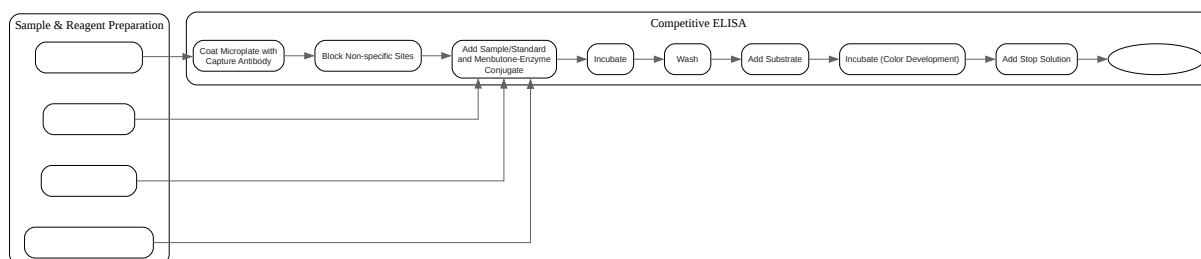 Sample & Reagent Preparation
Competitive ELISA
Coat Microplate with
Capture Antibody
Block Non-specific Sites
Add Sample/Standard
and Menbutone-Enzyme
Conjugate
Incubate
Wash
Add Substrate
Incubate (Color Development)
Add Stop Solution